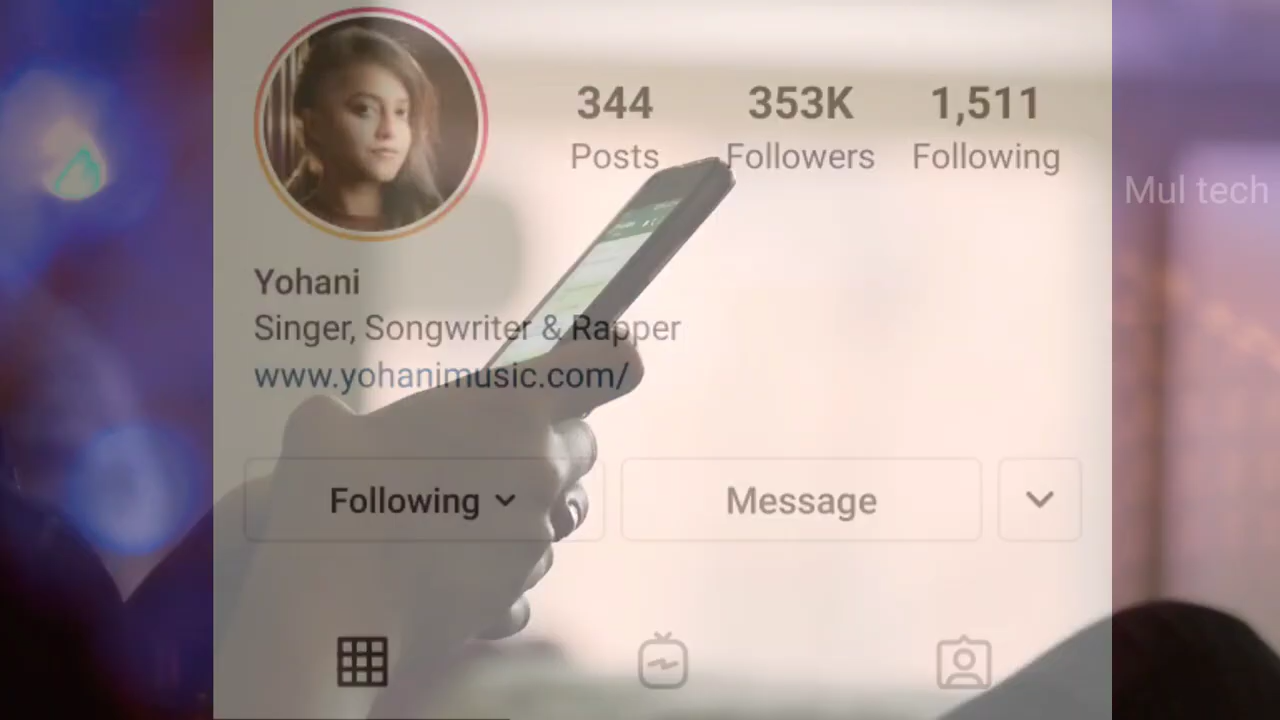 344 353K 1,511
Posts Followers Following
Mul tech
Yohani
Singer, Songwriter & Rapper
www.yohanimusic.com/
Following Message